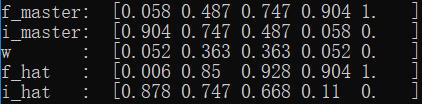 f_master:  [0.058 0.487 0.747 0.904 1.   ]
i_master:  [0.904 0.747 0.487 0.058 0.   ]
w       :  [0.052 0.363 0.363 0.052 0.   ]
f_hat   :  [0.006 0.85  0.928 0.904 1.   ]
i_hat   :  [0.878 0.747 0.668 0.11  0.   ]